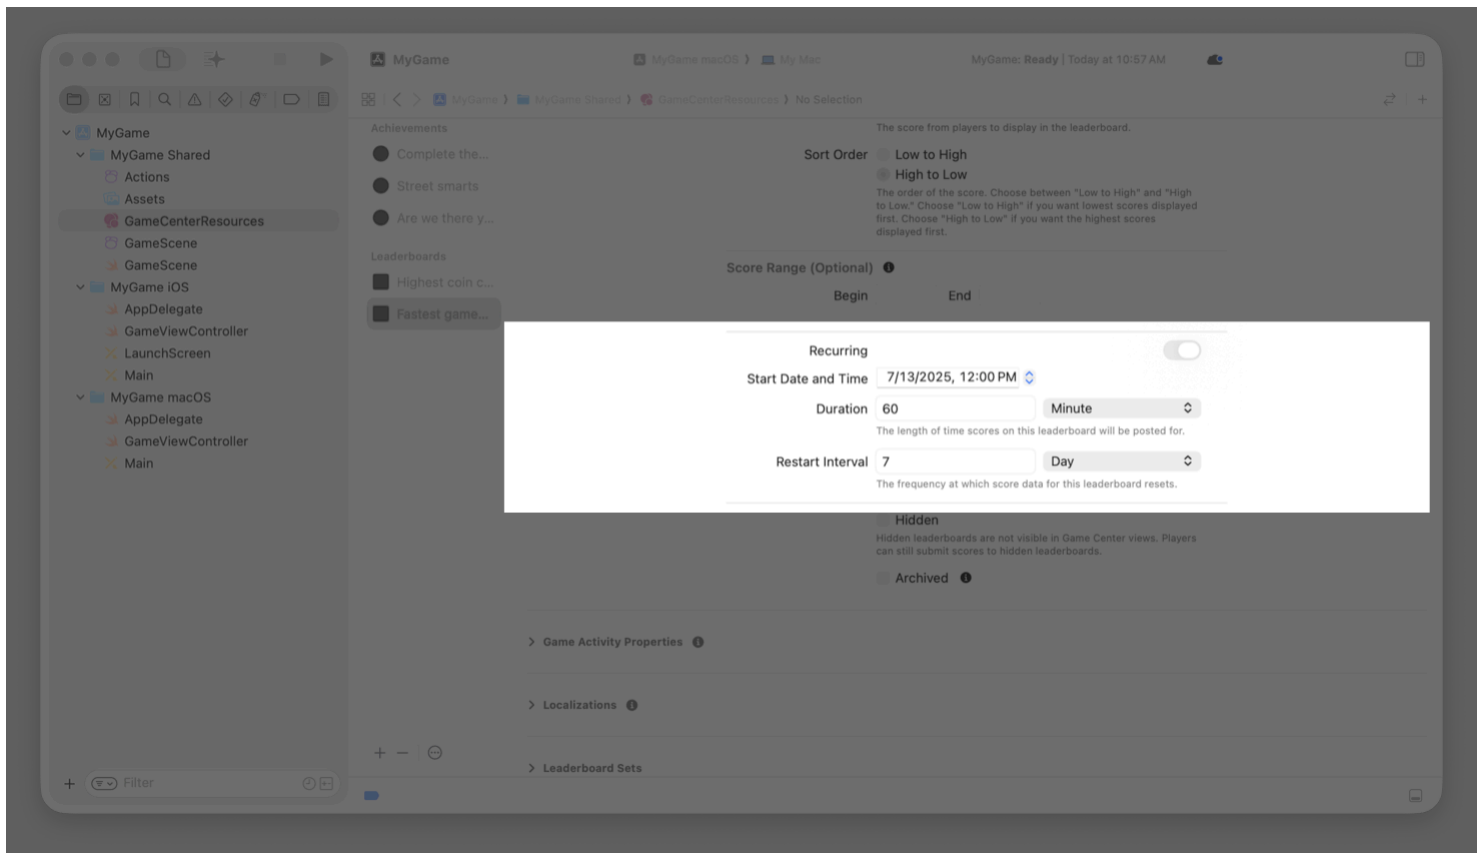 MyGame
MyGame macOS ⟩ My Mac
MyGame: Ready | Today at 10:57 AM
MyGame ⟩ MyGame Shared ⟩ GameCenterResources ⟩ No Selection
MyGame
MyGame Shared
Actions
Assets
GameCenterResources
GameScene
GameScene
MyGame iOS
AppDelegate
GameViewController
LaunchScreen
Main
MyGame macOS
AppDelegate
GameViewController
Main
Filter
Achievements
Complete the...
Street smarts
Are we there y...
Leaderboards
Highest coin c...
Fastest game...
The score from players to display in the leaderboard.
Sort Order Low to High
High to Low
The order of the score. Choose between "Low to High" and "High
to Low." Choose "Low to High" if you want lowest scores displayed
first. Choose "High to Low" if you want the highest scores
displayed first.
Score Range (Optional)
Begin End
Recurring
Start Date and Time 7/13/2025, 12:00 PM
Duration 60 Minute
The length of time scores on this leaderboard will be posted for.
Restart Interval 7 Day
The frequency at which score data for this leaderboard resets.
Hidden
Hidden leaderboards are not visible in Game Center views. Players
can still submit scores to hidden leaderboards.
Archived
Game Activity Properties
Localizations
Leaderboard Sets